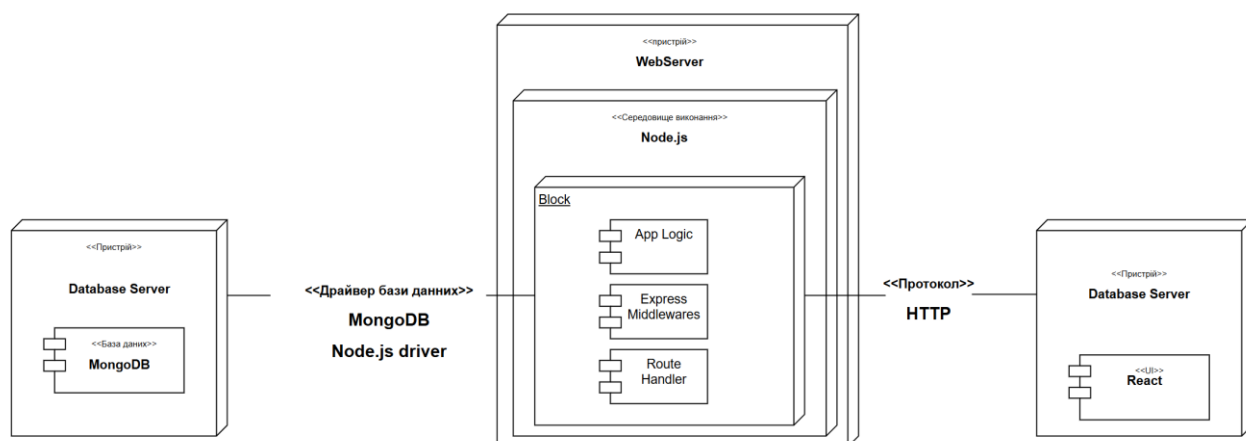 <<пристрій>>
WebServer
<<Середовище виконання>>
Node.js
Block
App Logic
Express
Middlewares
Route
Handler
<<Пристрій>>
Database Server
<<База даних>>
MongoDB
<<Драйвер бази данних>>
MongoDB
Node.js driver
<<Протокол>>
HTTP
<<Пристрій>>
Database Server
<<UI>>
React